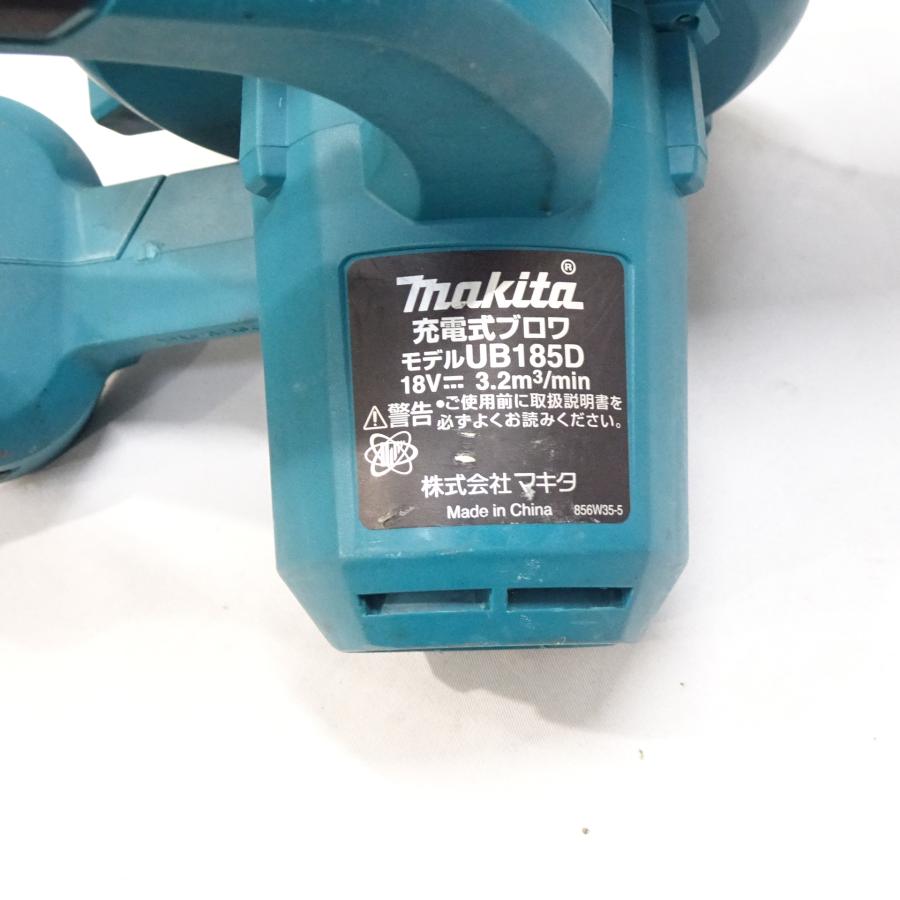 makita®
充電式ブロワ
モデルUB185D
18V⎓ 3.2m³/min
⚠警告 •ご使用前に取扱説明書を
必ずよくお読みください。
株式会社マキタ
Made in China 856W35-5